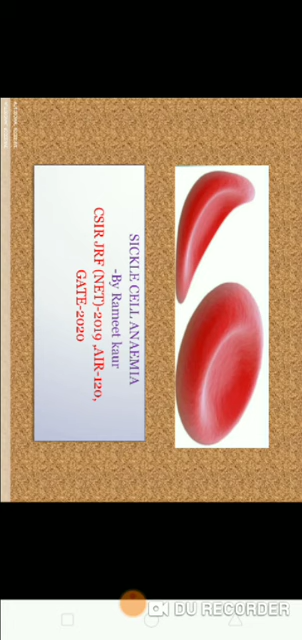 SICKLE CELL ANAEMIA
-By Rameet kaur
CSIR JRF (NET)-2019 ,AIR-120,
GATE-2020
DU RECORDER